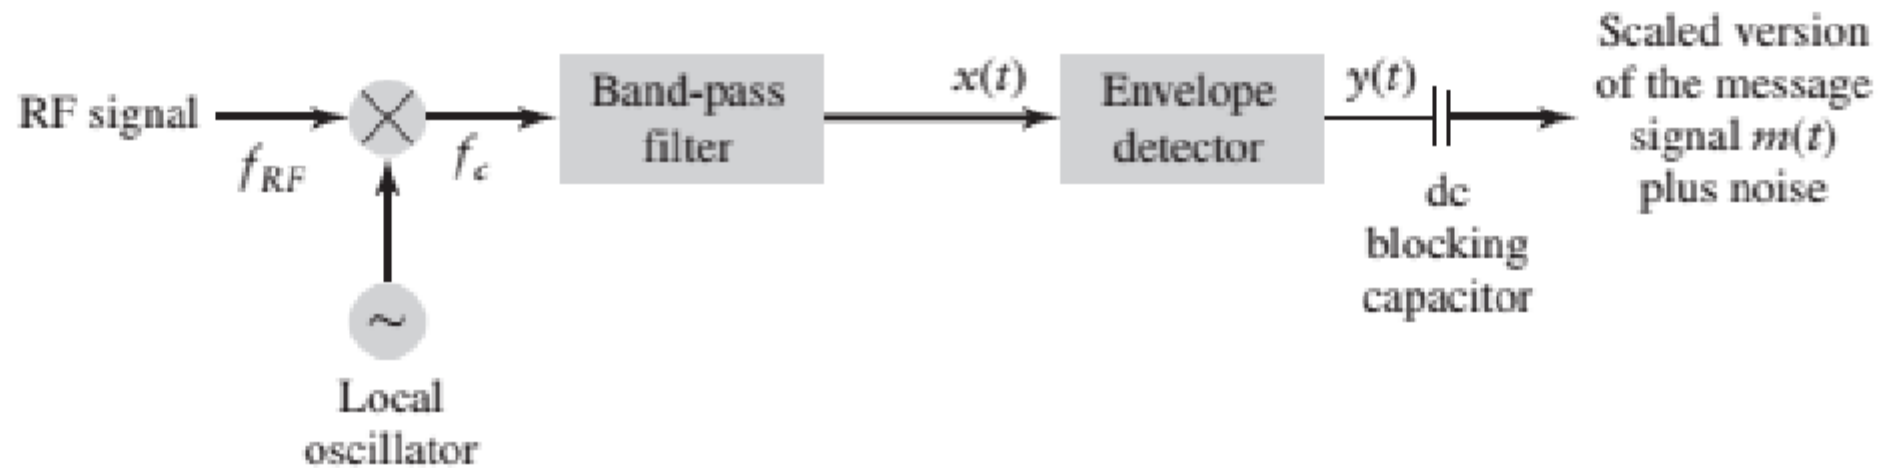 RF signal
f_RF
f_c
Local
oscillator
~
Band-pass
filter
x(t)
Envelope
detector
y(t)
dc
blocking
capacitor
Scaled version
of the message
signal m(t)
plus noise